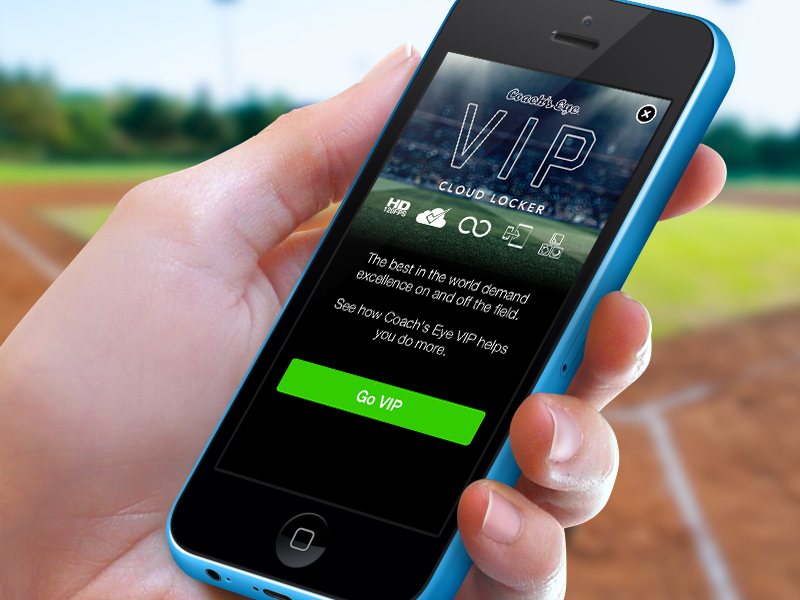 Coach's Eye
VIP
CLOUD LOCKER
HD
120FPS
The best in the world demand
excellence on and off the field.
See how Coach's Eye VIP helps
you do more.
Go VIP